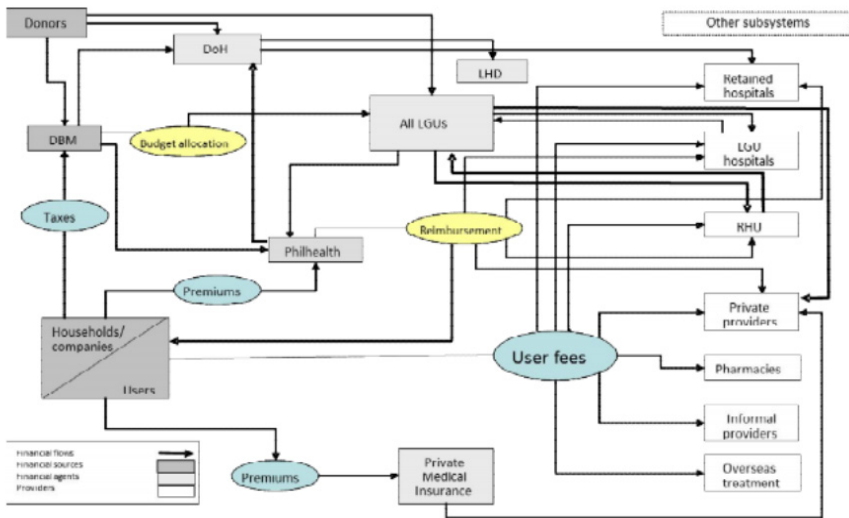 Donors
Other subsystems
DoH
LHD
Retained
hospitals
All LGUs
DBM
Budget allocation
LGU
hospitals
Taxes
Reimbursement
RHU
Philhealth
Premiums
Private
providers
Households/
companies
Users
User fees
Pharmacies
Informal
providers
Financial flows
Financial sources
Financial agents
Providers
Premiums
Private
Medical
Insurance
Overseas
treatment